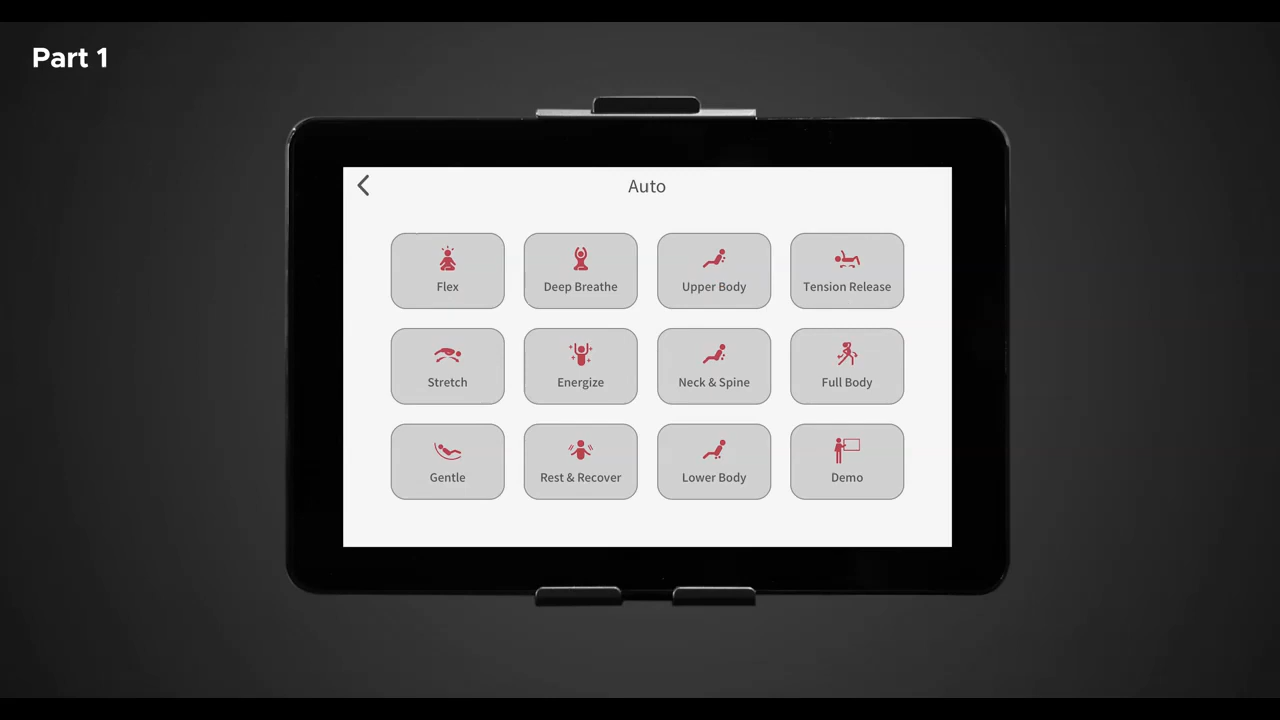 Part 1
Auto
Flex
Deep Breathe
Upper Body
Tension Release
Stretch
Energize
Neck & Spine
Full Body
Gentle
Rest & Recover
Lower Body
Demo